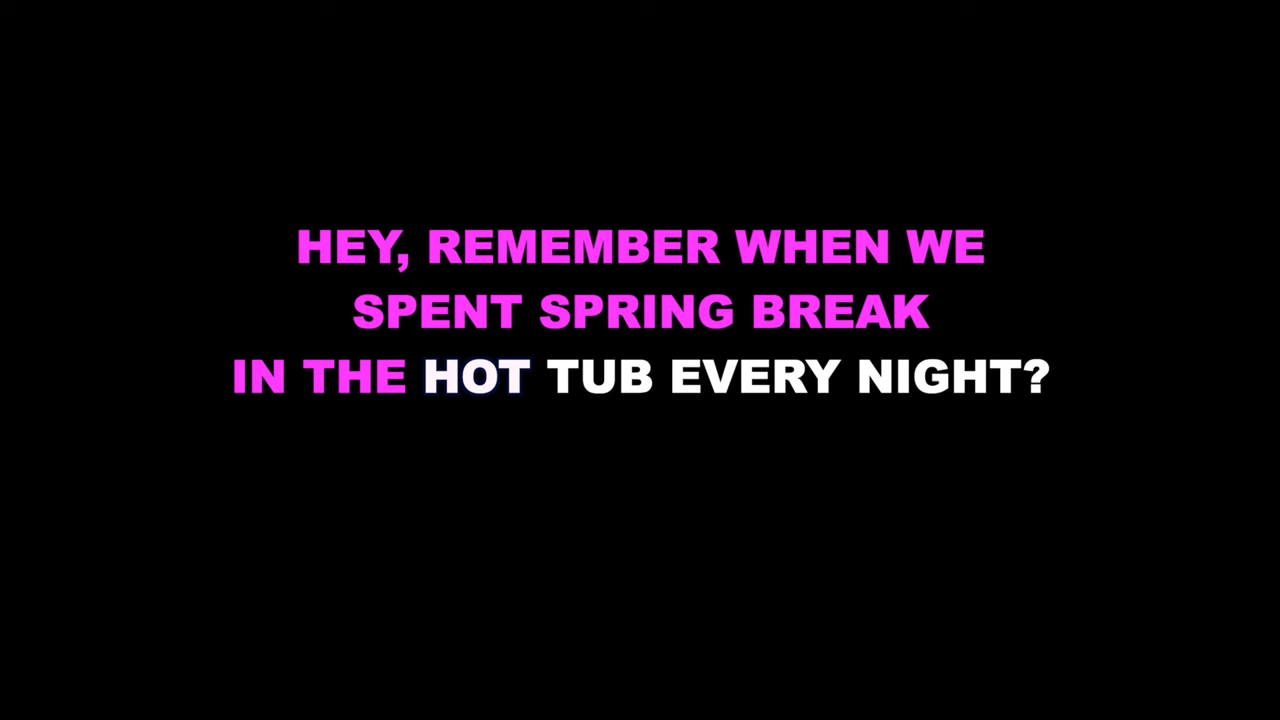 HEY, REMEMBER WHEN WE
SPENT SPRING BREAK
IN THE HOT TUB EVERY NIGHT?